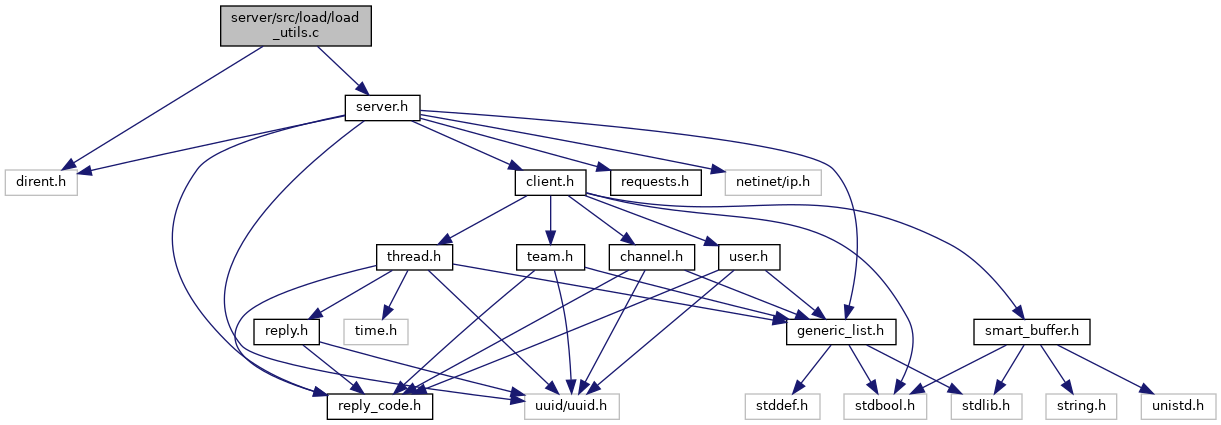 server/src/load/load
_utils.c
server.h
dirent.h
client.h
requests.h
netinet/ip.h
thread.h
team.h
channel.h
user.h
reply.h
time.h
generic_list.h
smart_buffer.h
reply_code.h
uuid/uuid.h
stddef.h
stdbool.h
stdlib.h
string.h
unistd.h